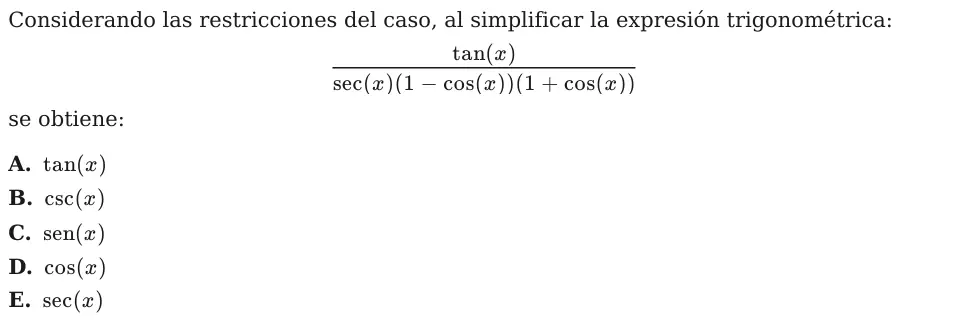 Considerando las restricciones del caso, al simplificar la expresión trigonométrica:
tan(x)
sec(x)(1 − cos(x))(1 + cos(x))
se obtiene:
A. tan(x)
B. csc(x)
C. sen(x)
D. cos(x)
E. sec(x)